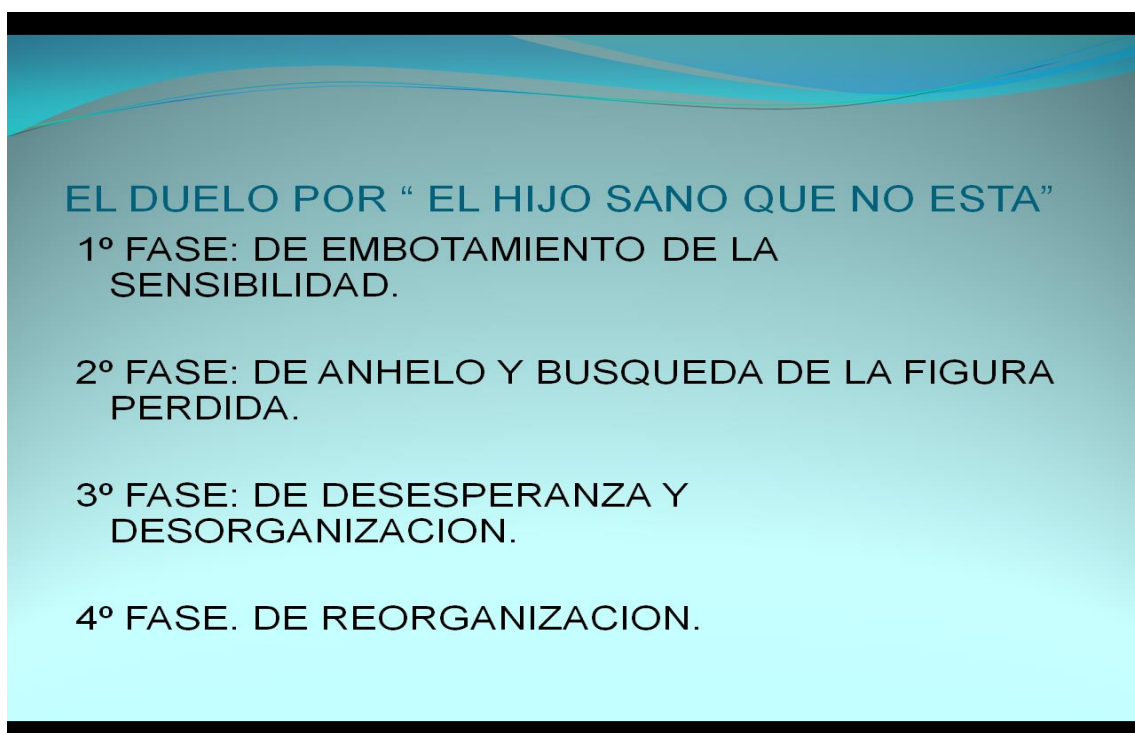 EL DUELO POR “ EL HIJO SANO QUE NO ESTA”
1º FASE: DE EMBOTAMIENTO DE LA
SENSIBILIDAD.
2º FASE: DE ANHELO Y BUSQUEDA DE LA FIGURA
PERDIDA.
3º FASE: DE DESESPERANZA Y
DESORGANIZACION.
4º FASE. DE REORGANIZACION.